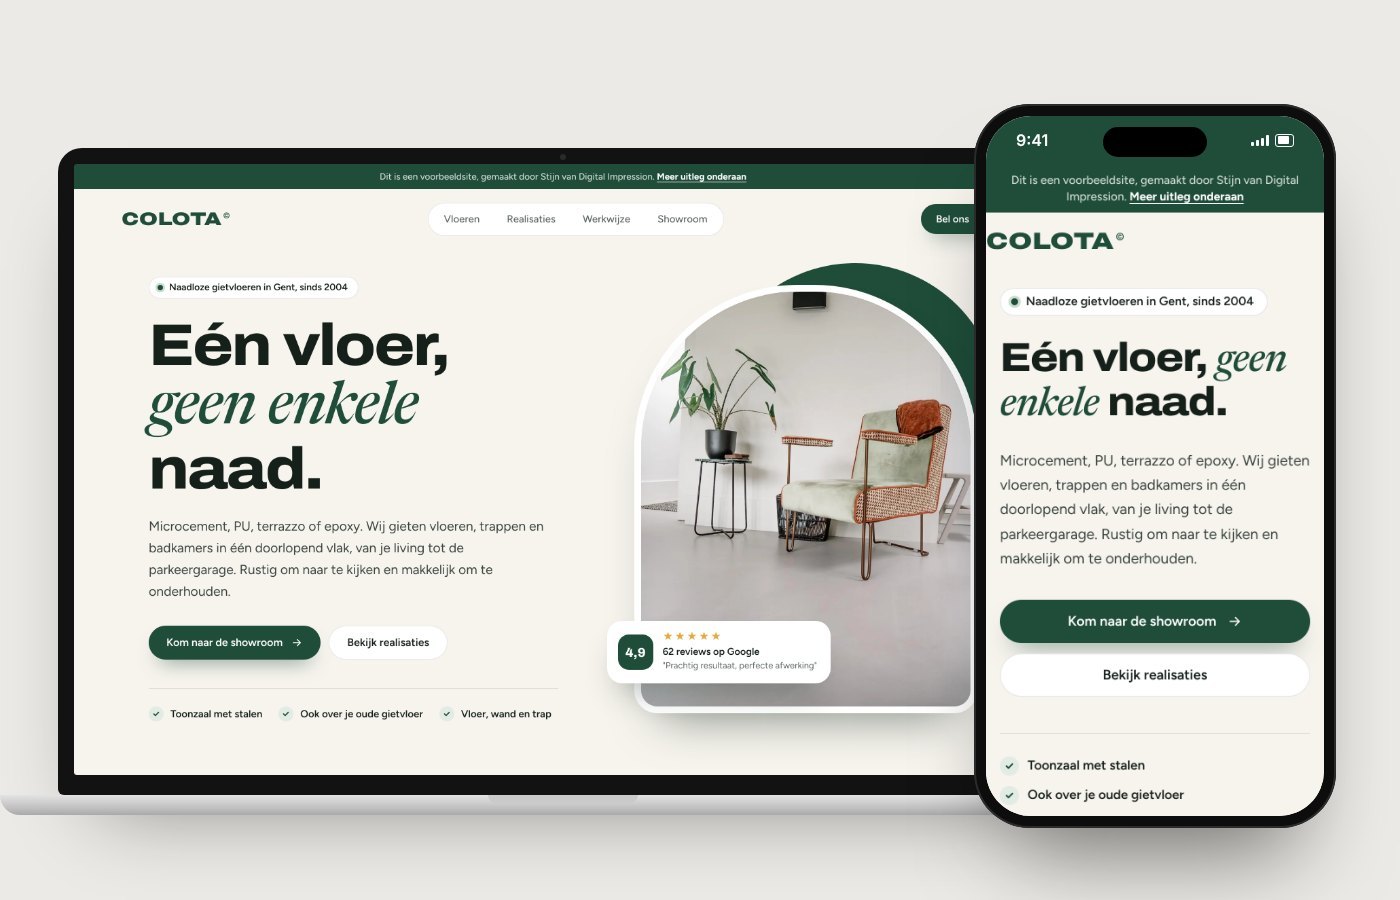 Dit is een voorbeeldsite, gemaakt door Stijn van Digital Impression. Meer uitleg onderaan
COLOTA©
Vloeren
Realisaties
Werkwijze
Showroom
Bel ons
Naadloze gietvloeren in Gent, sinds 2004
Eén vloer,
geen enkele
naad.
Microcement, PU, terrazzo of epoxy. Wij gieten vloeren, trappen en
badkamers in één doorlopend vlak, van je living tot de
parkeergarage. Rustig om naar te kijken en makkelijk om te
onderhouden.
Kom naar de showroom →
Bekijk realisaties
Toonzaal met stalen
Ook over je oude gietvloer
Vloer, wand en trap
4,9
★★★★★
62 reviews op Google
"Prachtig resultaat, perfecte afwerking"
9:41
Dit is een voorbeeldsite, gemaakt door Stijn van Digital
Impression. Meer uitleg onderaan
COLOTA©
Naadloze gietvloeren in Gent, sinds 2004
Eén vloer, geen
enkele naad.
Microcement, PU, terrazzo of epoxy. Wij gieten
vloeren, trappen en badkamers in één
doorlopend vlak, van je living tot de
parkeergarage. Rustig om naar te kijken en
makkelijk om te onderhouden.
Kom naar de showroom →
Bekijk realisaties
Toonzaal met stalen
Ook over je oude gietvloer